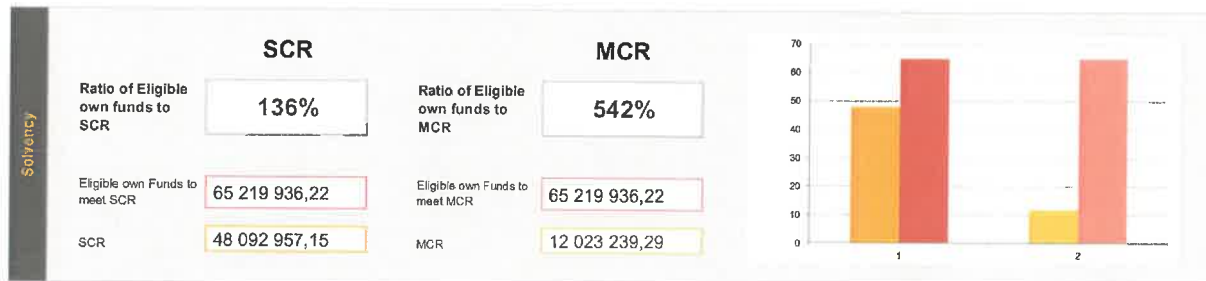 Solvency
SCR
Ratio of Eligible
own funds to
SCR
136%
Eligible own Funds to
meet SCR
65 219 936,22
SCR
48 092 957,15
MCR
Ratio of Eligible
own funds to
MCR
542%
Eligible own Funds to
meet MCR
65 219 936,22
MCR
12 023 239,29
70
60
50
40
30
20
10
0
1
2